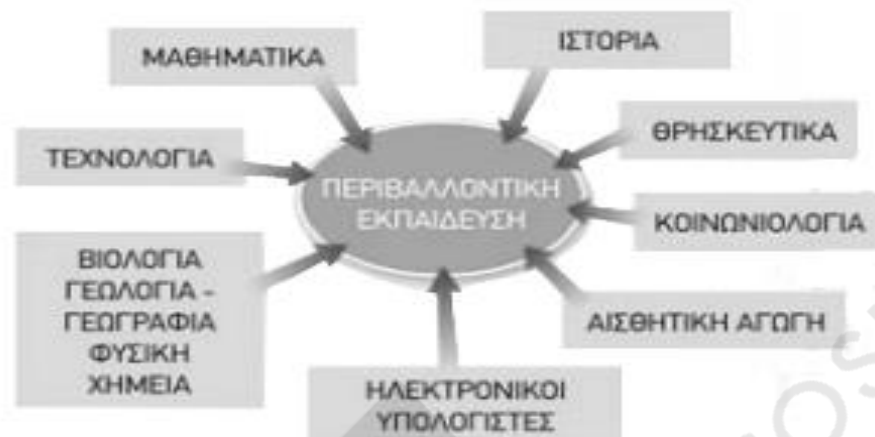 ΜΑΘΗΜΑΤΙΚΑ
ΙΣΤΟΡΙΑ
ΘΡΗΣΚΕΥΤΙΚΑ
ΤΕΧΝΟΛΟΓΙΑ
ΠΕΡΙΒΑΛΛΟΝΤΙΚΗ
ΕΚΠΑΙΔΕΥΣΗ
ΚΟΙΝΩΝΙΟΛΟΓΙΑ
ΒΙΟΛΟΓΙΑ
ΓΕΩΛΟΓΙΑ -
ΓΕΩΓΡΑΦΙΑ
ΦΥΣΙΚΗ
ΧΗΜΕΙΑ
ΑΙΣΘΗΤΙΚΗ ΑΓΩΓΗ
ΗΛΕΚΤΡΟΝΙΚΟΙ
ΥΠΟΛΟΓΙΣΤΕΣ